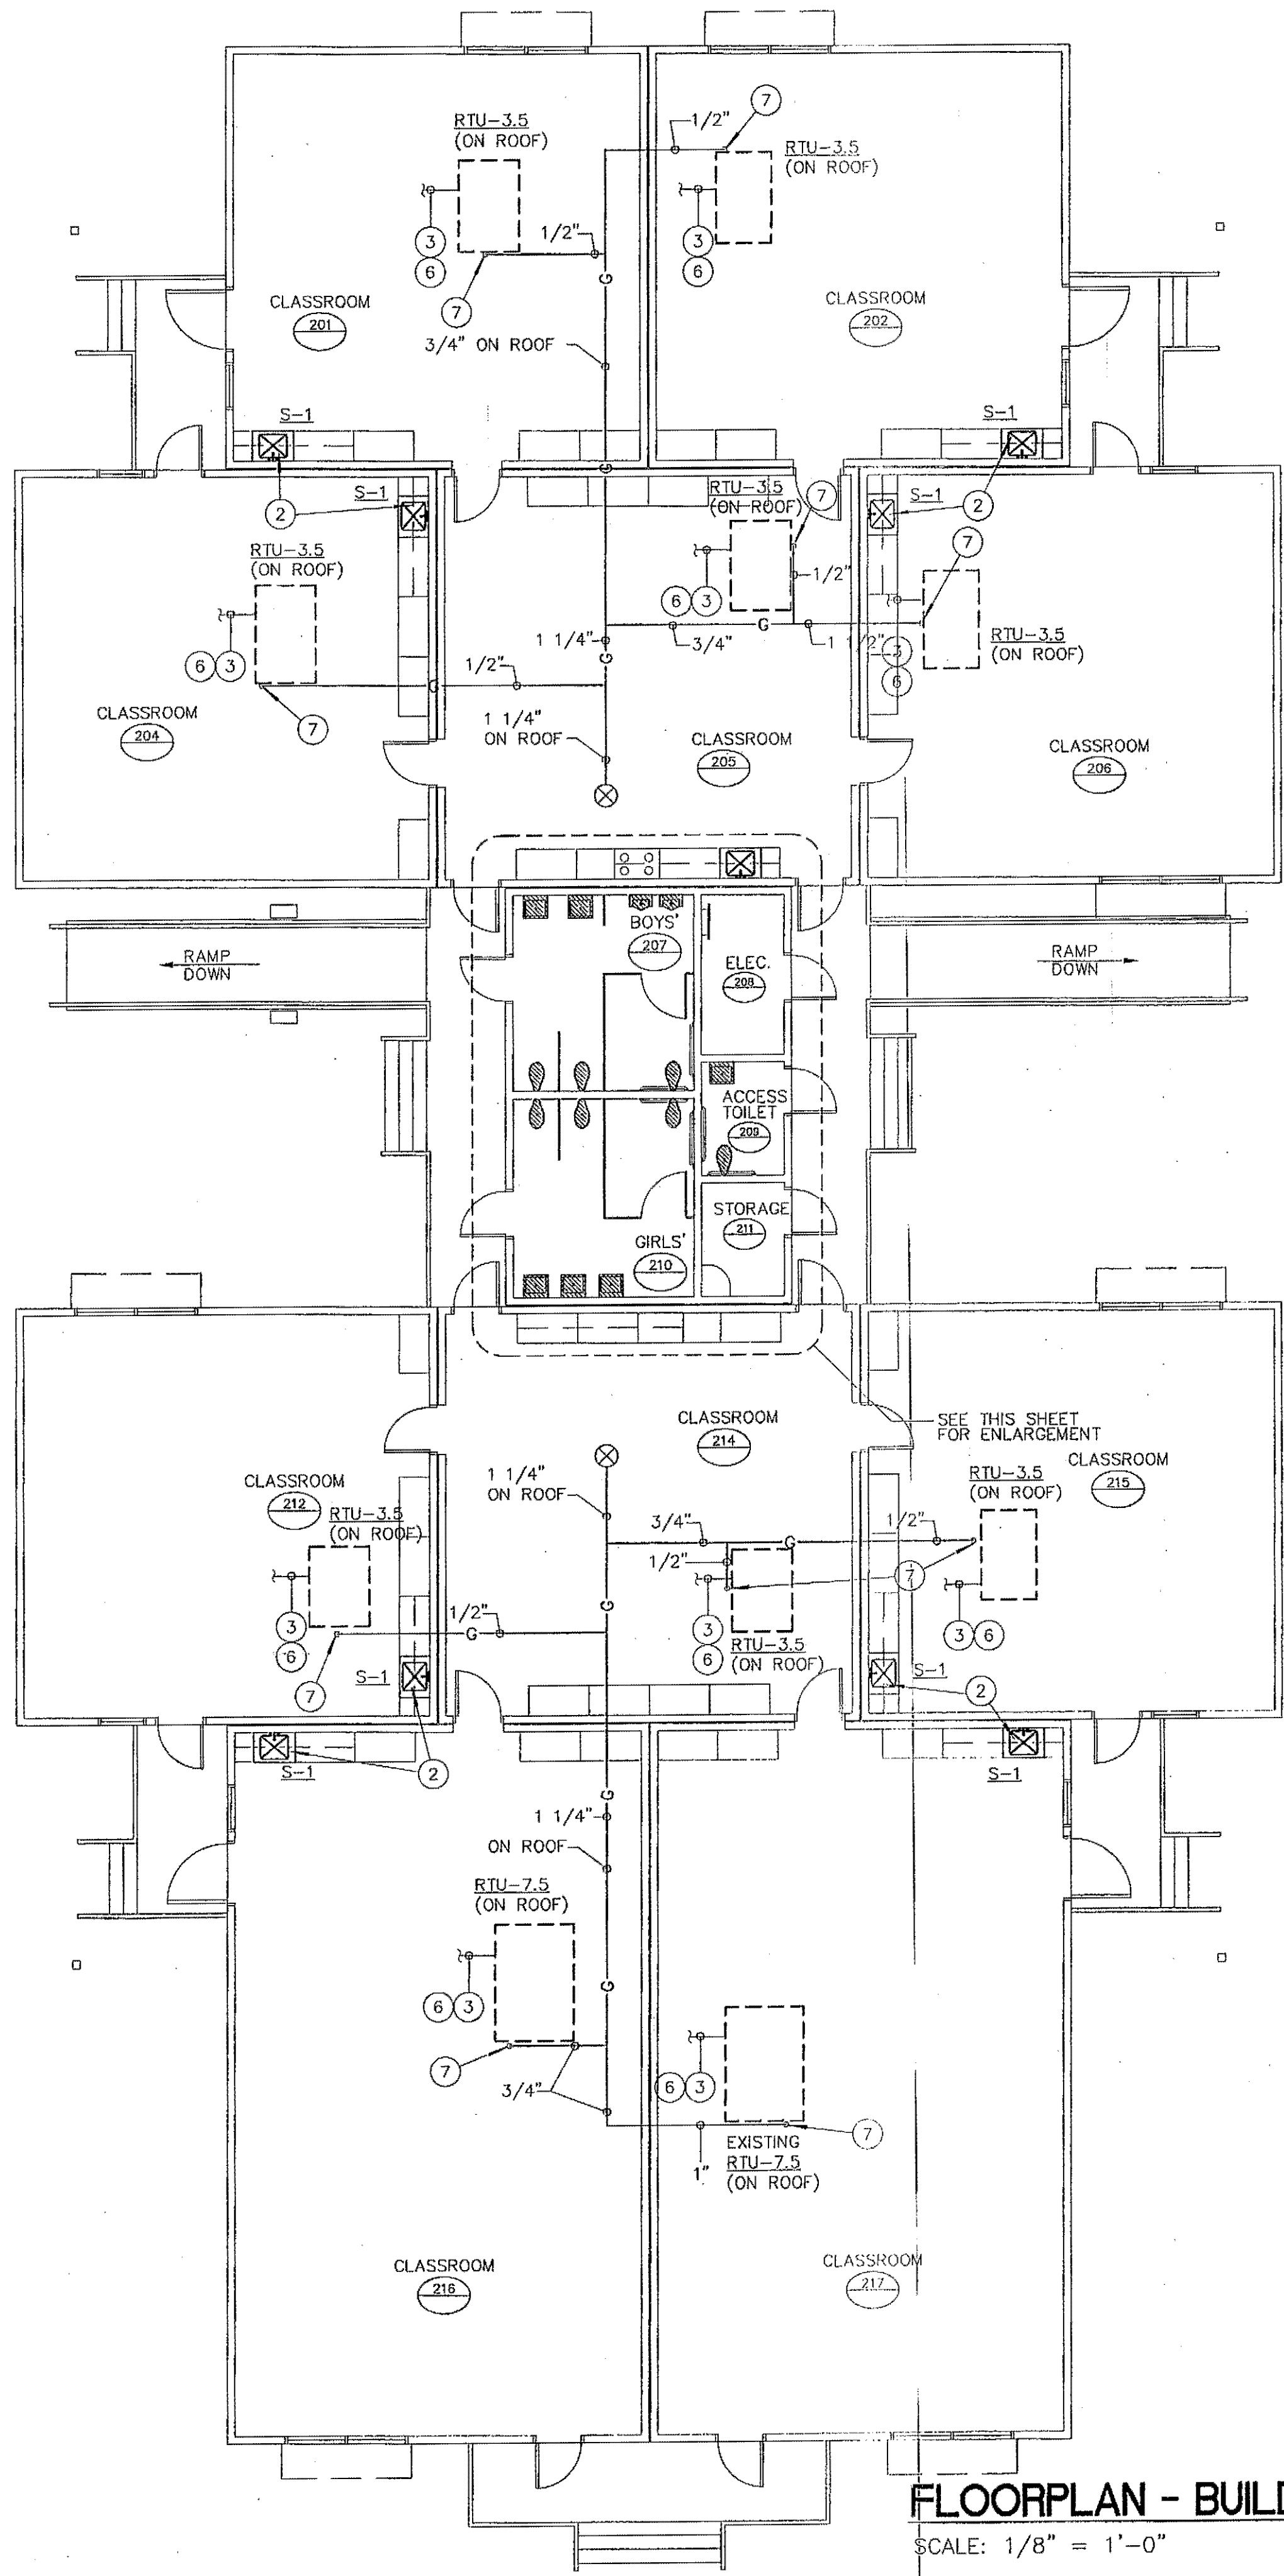 7
1/2"
RTU-3.5
(ON ROOF)
RTU-3.5
(ON ROOF)
3
6
1/2"
3
6
7
CLASSROOM
201
CLASSROOM
202
3/4" ON ROOF
S-1
S-1
S-1
2
RTU-3.5
(ON ROOF)
7
S-1
2
RTU-3.5
(ON ROOF)
7
6 3
1/2"
G
G
G
6 3
1 1/4"
3/4"
G
1 1/2"
RTU-3.5
(ON ROOF)
3
6
G
1/2"
G
7
CLASSROOM
204
1 1/4"
ON ROOF
CLASSROOM
205
CLASSROOM
206
BOYS'
207
RAMP
DOWN
ELEC.
208
RAMP
DOWN
ACCESS
TOILET
209
STORAGE
211
GIRLS'
210
SEE THIS SHEET
FOR ENLARGEMENT
CLASSROOM
214
CLASSROOM
212
1 1/4"
ON ROOF
CLASSROOM
215
RTU-3.5
(ON ROOF)
RTU-3.5
(ON ROOF)
3/4"
G
1/2"
1/2"
7
3
6
G
3
6
RTU-3.5
(ON ROOF)
3 6
1/2"
G
7
S-1
S-1
2
S-1
2
S-1
G
1 1/4"
ON ROOF
RTU-7.5
(ON ROOF)
G
6 3
7
3/4"
6 3
7
1"
EXISTING
RTU-7.5
(ON ROOF)
CLASSROOM
216
CLASSROOM
217
FLOORPLAN - BUILD
SCALE: 1/8" = 1'-0"